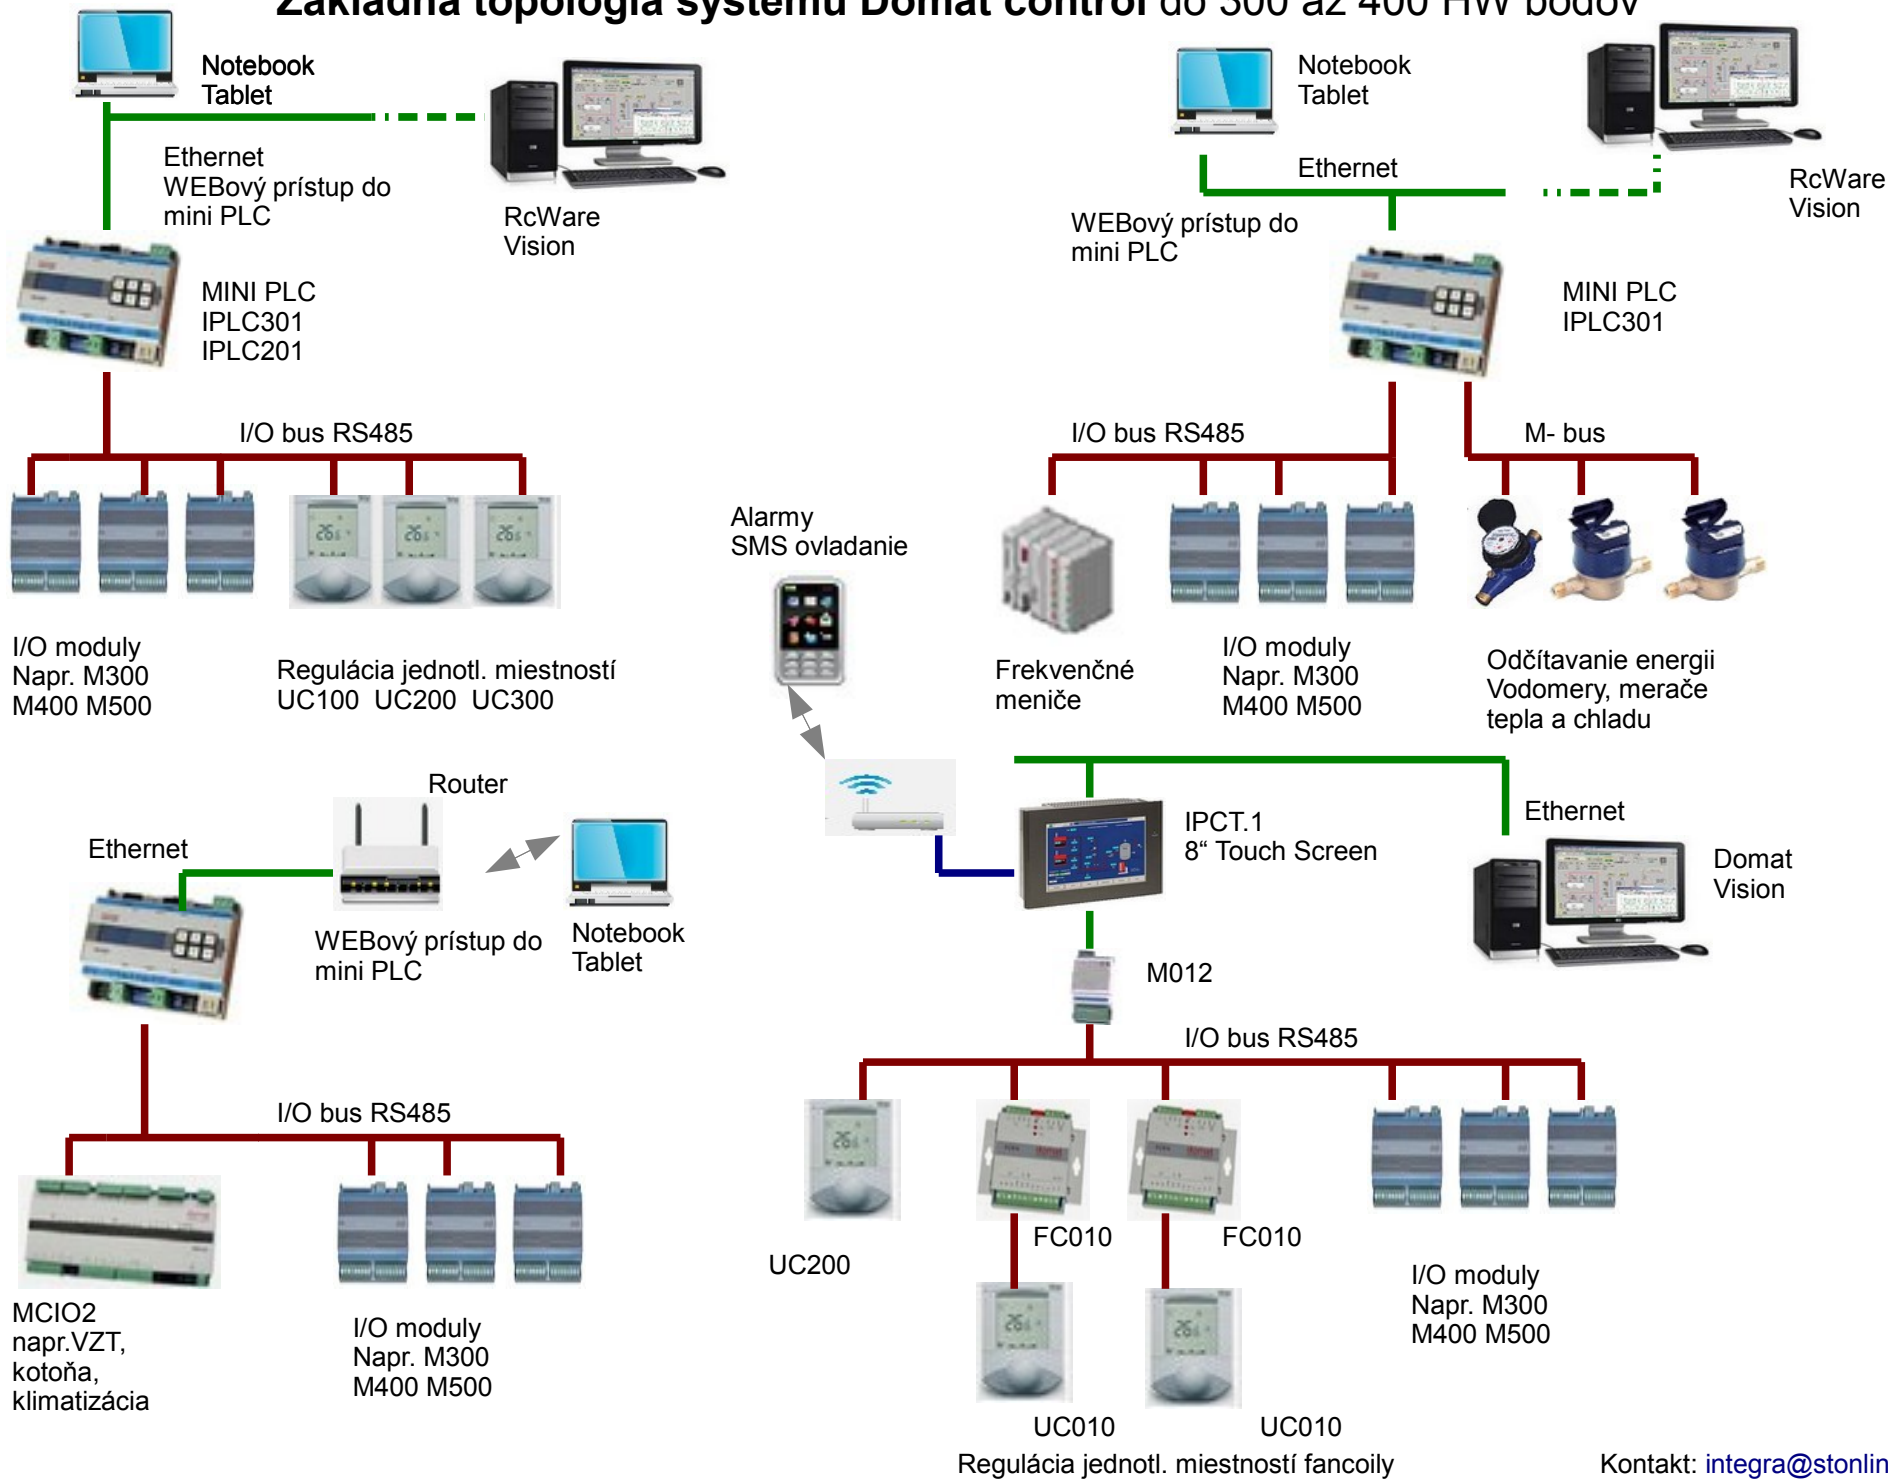 Základná topológia systému Domat control do 300 až 400 HW bodov
Notebook
Tablet
Ethernet
WEBový prístup do
mini PLC
RcWare
Vision
MINI PLC
IPLC301
IPLC201
I/O bus RS485
I/O moduly
Napr. M300
M400 M500
Regulácia jednotl. miestností
UC100 UC200 UC300
Notebook
Tablet
Ethernet
RcWare
Vision
WEBový prístup do
mini PLC
MINI PLC
IPLC301
I/O bus RS485
M- bus
Frekvenčné
meniče
I/O moduly
Napr. M300
M400 M500
Odčítavanie energii
Vodomery, merače
tepla a chladu
Alarmy
SMS ovladanie
Router
Ethernet
WEBový prístup do
mini PLC
Notebook
Tablet
I/O bus RS485
MCIO2
napr.VZT,
kotoňa,
klimatizácia
I/O moduly
Napr. M300
M400 M500
IPCT.1
8“ Touch Screen
Ethernet
Domat
Vision
M012
I/O bus RS485
UC200
FC010
FC010
UC010
UC010
I/O moduly
Napr. M300
M400 M500
Regulácia jednotl. miestností fancoily
Kontakt: integra@stonlin